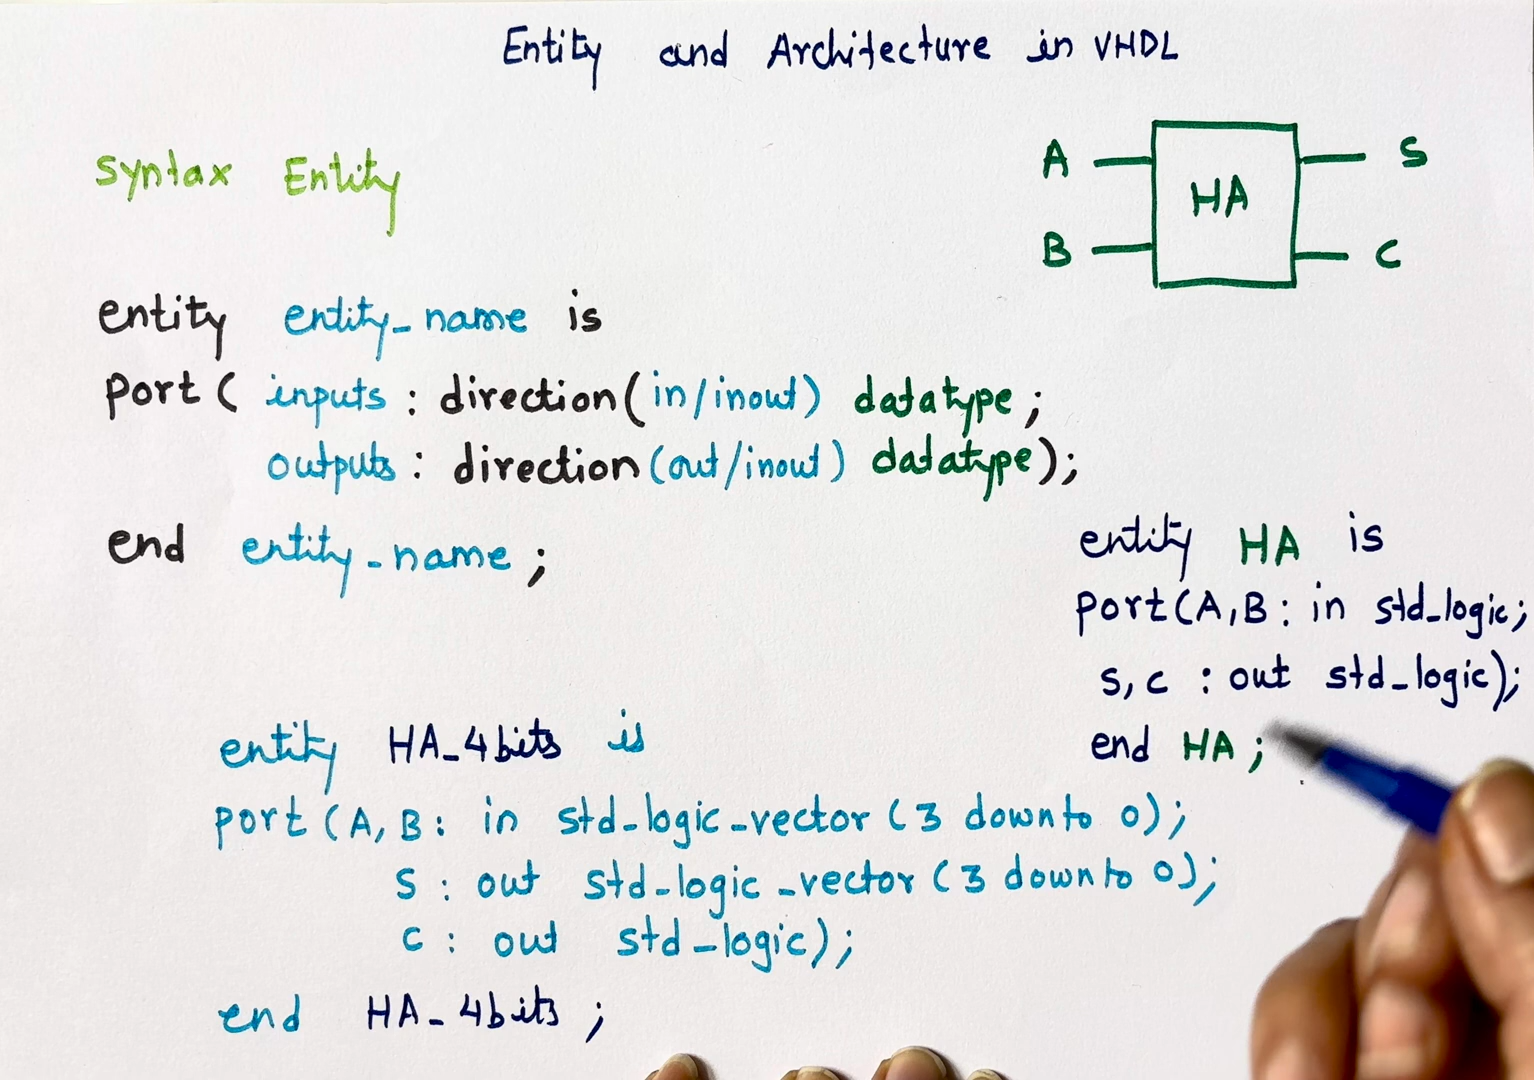 Entity and Architecture in VHDL
Syntax Entity
A
B
HA
S
C
entity entity_name is
port( inputs : direction(in/inout) datatype ;
outputs : direction(out/inout) datatype);
end entity_name ;
entity HA is
port(A,B : in std_logic;
s, c : out std_logic);
end HA ;
entity HA_4bits is
port (A, B : in std_logic_vector (3 downto 0);
S : out std_logic_vector (3 downto 0);
C : out std_logic);
end HA_4bits ;